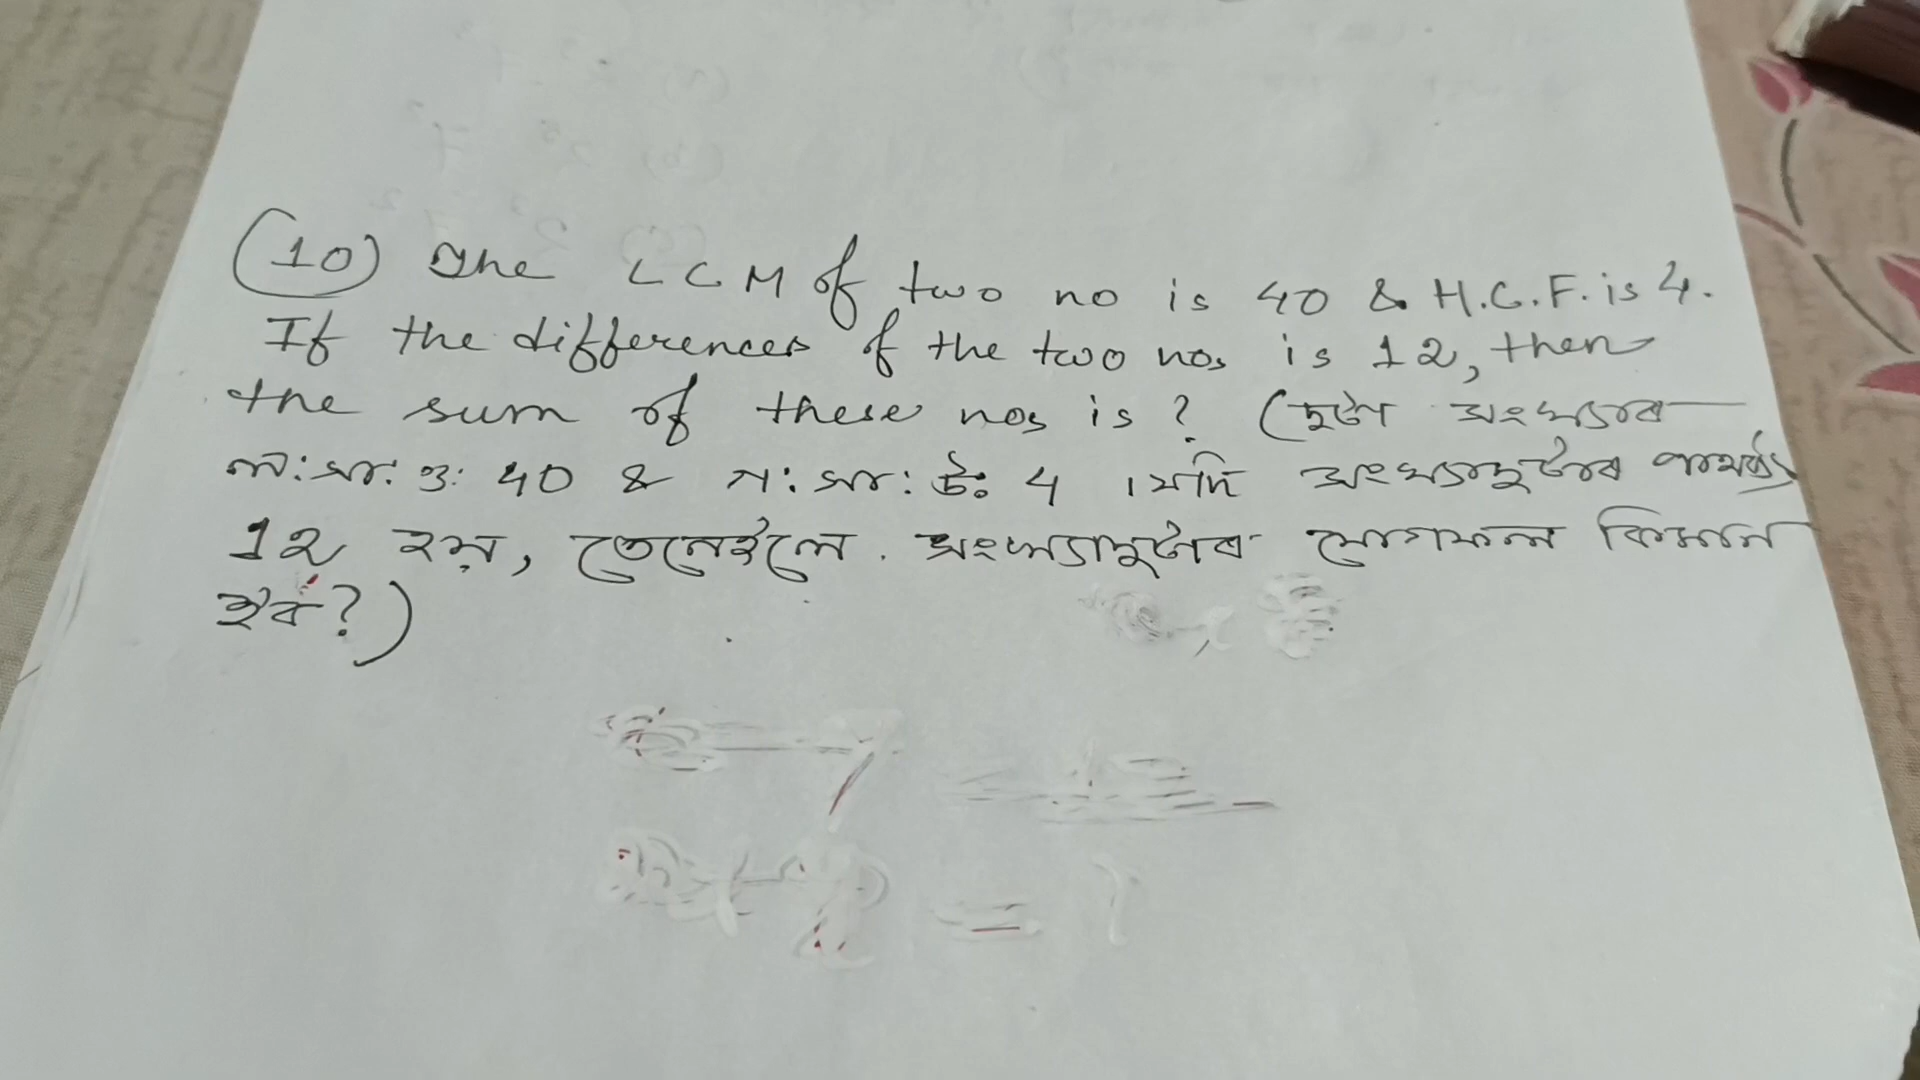 (10) The LCM of two no is 40 & H.C.F. is 4.
If the differences of the two nos is 12, then
the sum of these nos is ? (দুটা সংখ্যাৰ
ল: সা: গু: 40 & গ: সা: উ: 4 । যদি সংখ্যাদুটাৰ পাৰ্থক্য
12 হয়, তেনেহলে সংখ্যাদুটাৰ যোগফল কিমান
হব?)